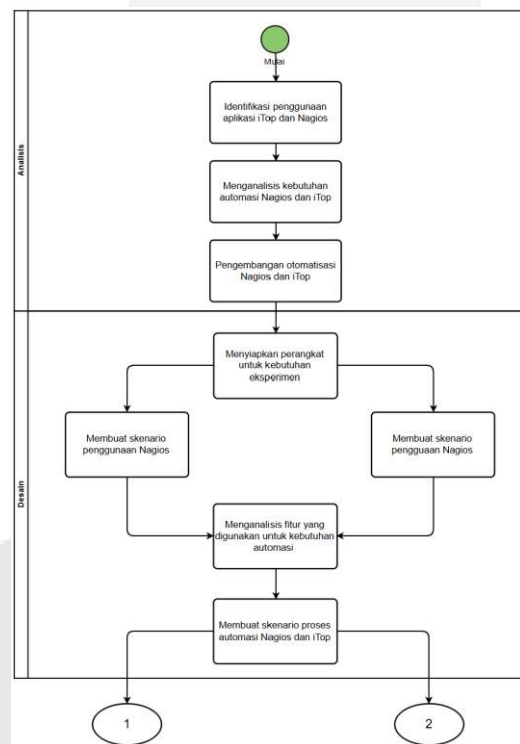 Analisis
Mulai
Identifikasi penggunaan
aplikasi iTop dan Nagios
Menganalisis kebutuhan
automasi Nagios dan iTop
Pengembangan otomatisasi
Nagios dan iTop
Desain
Menyiapkan perangkat
untuk kebutuhan
eksperimen
Membuat skenario
penggunaan Nagios
Membuat skenario
pengguaan Nagios
Menganalisis fitur yang
digunakan untuk kebutuhan
automasi
Membuat skenario proses
automasi Nagios dan iTop
1
2